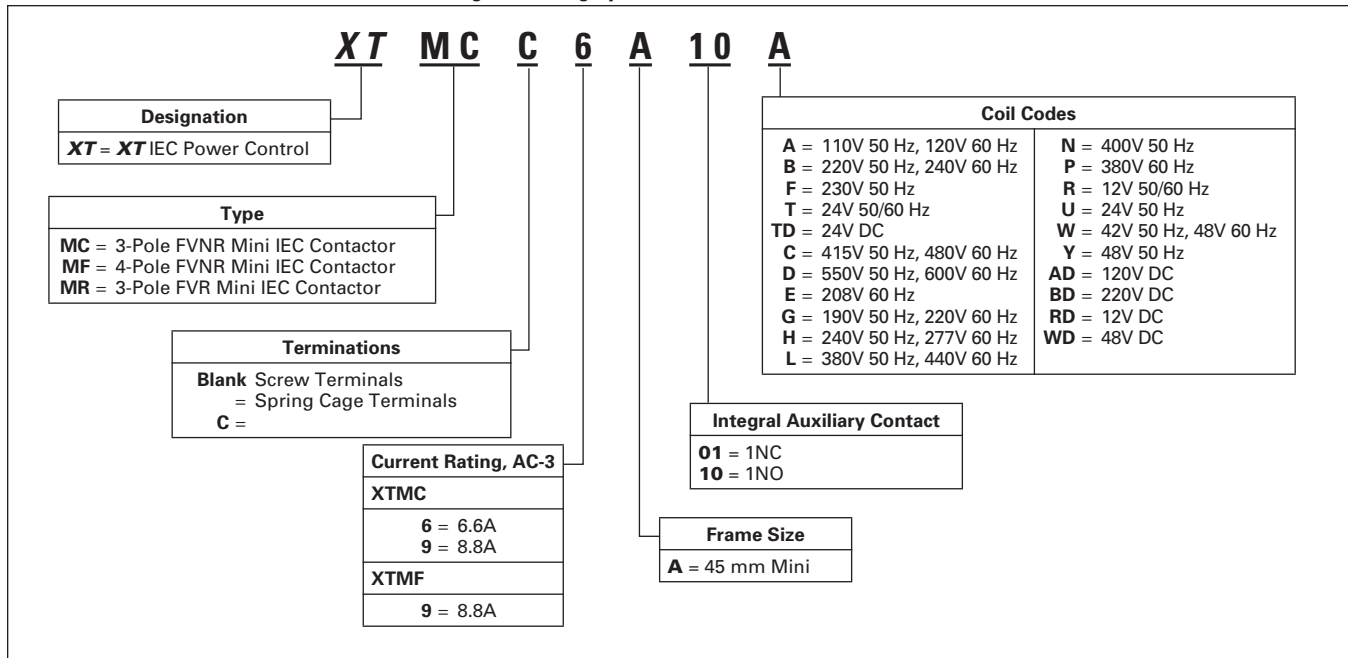 XT MC C 6 A 10 A
Designation
XT = XT IEC Power Control
Type
MC = 3-Pole FVNR Mini IEC Contactor
MF = 4-Pole FVNR Mini IEC Contactor
MR = 3-Pole FVR Mini IEC Contactor
Terminations
Blank Screw Terminals
= Spring Cage Terminals
C =
Current Rating, AC-3
XTMC
6 = 6.6A
9 = 8.8A
XTMF
9 = 8.8A
Frame Size
A = 45 mm Mini
Integral Auxiliary Contact
01 = 1NC
10 = 1NO
Coil Codes
A = 110V 50 Hz, 120V 60 Hz
B = 220V 50 Hz, 240V 60 Hz
F = 230V 50 Hz
T = 24V 50/60 Hz
TD = 24V DC
C = 415V 50 Hz, 480V 60 Hz
D = 550V 50 Hz, 600V 60 Hz
E = 208V 60 Hz
G = 190V 50 Hz, 220V 60 Hz
H = 240V 50 Hz, 277V 60 Hz
L = 380V 50 Hz, 440V 60 Hz
N = 400V 50 Hz
P = 380V 60 Hz
R = 12V 50/60 Hz
U = 24V 50 Hz
W = 42V 50 Hz, 48V 60 Hz
Y = 48V 50 Hz
AD = 120V DC
BD = 220V DC
RD = 12V DC
WD = 48V DC